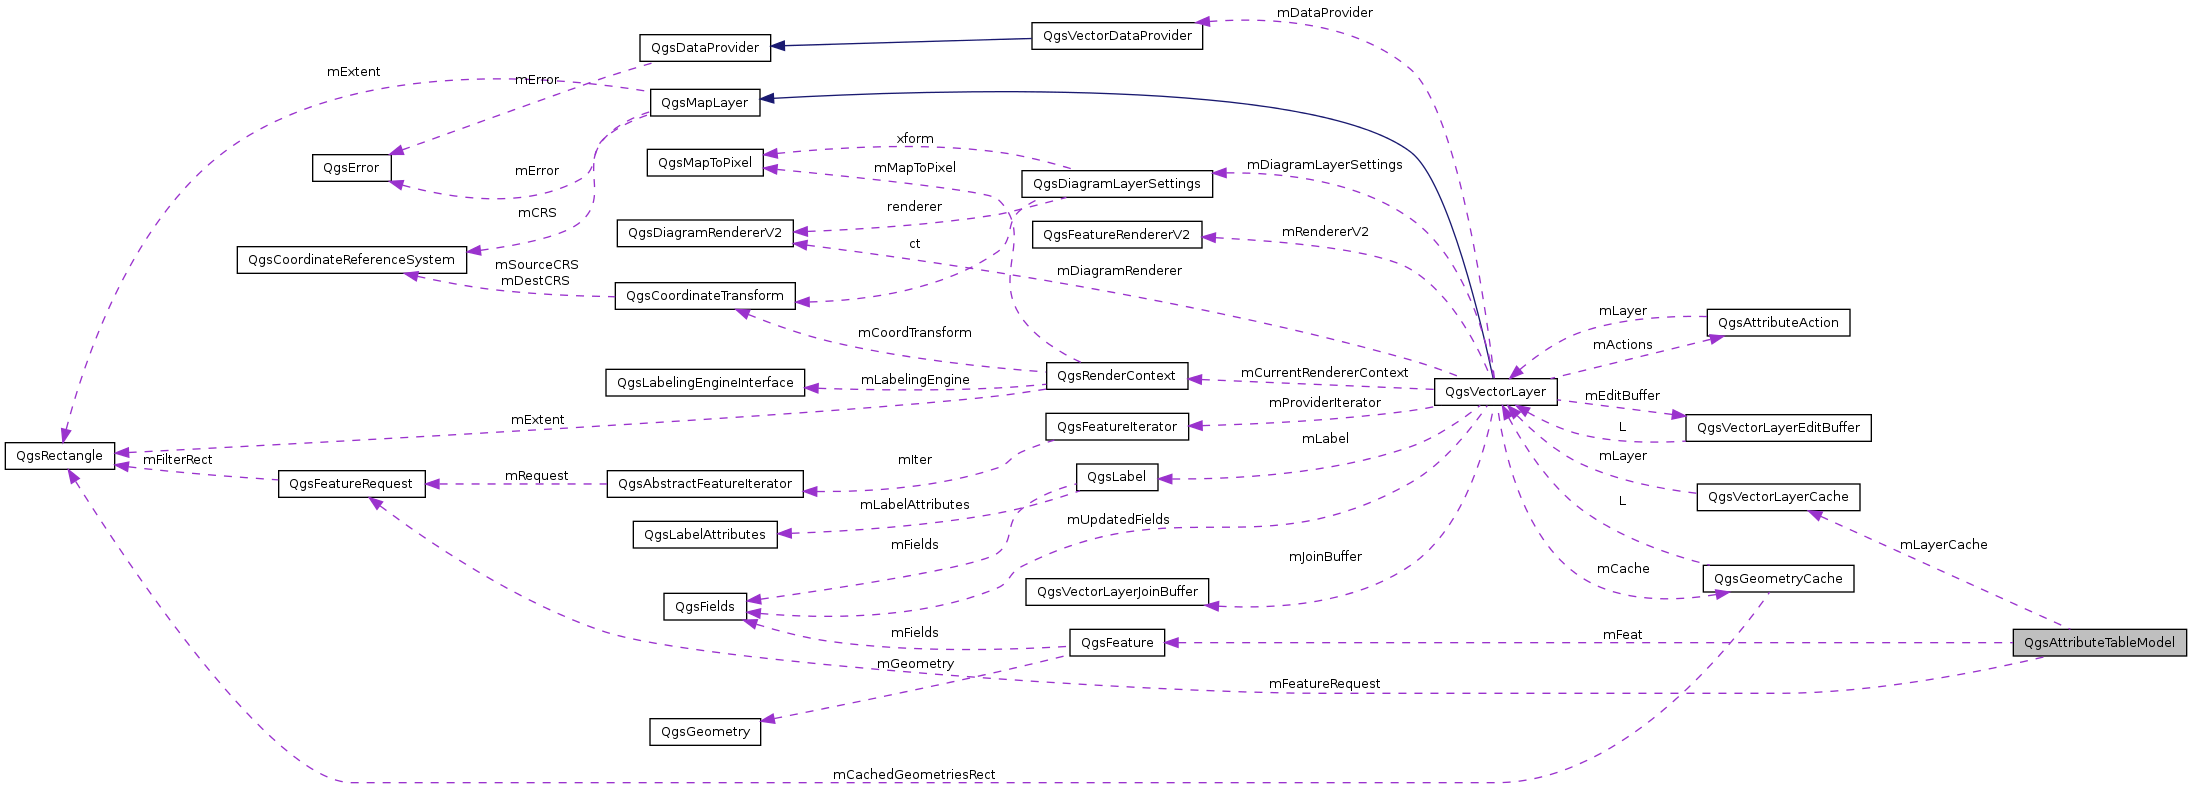 mDataProvider
QgsVectorDataProvider
QgsDataProvider
mExtent
mError
QgsMapLayer
xform
QgsMapToPixel
QgsError
mMapToPixel
mDiagramLayerSettings
mError
QgsDiagramLayerSettings
renderer
mCRS
QgsDiagramRendererV2
QgsFeatureRendererV2
mRendererV2
ct
QgsCoordinateReferenceSystem
mSourceCRS
mDestCRS
mDiagramRenderer
QgsCoordinateTransform
mLayer
QgsAttributeAction
mCoordTransform
mActions
QgsLabelingEngineInterface
mLabelingEngine
QgsRenderContext
mCurrentRendererContext
QgsVectorLayer
mEditBuffer
mProviderIterator
mExtent
QgsFeatureIterator
L
QgsVectorLayerEditBuffer
mLabel
QgsRectangle
mFilterRect
mIter
mLayer
QgsFeatureRequest
mRequest
QgsAbstractFeatureIterator
QgsLabel
QgsVectorLayerCache
L
mLabelAttributes
mUpdatedFields
QgsLabelAttributes
mFields
mJoinBuffer
mLayerCache
mCache
QgsGeometryCache
QgsVectorLayerJoinBuffer
QgsFields
mFields
QgsFeature
mFeat
QgsAttributeTableModel
mGeometry
mFeatureRequest
QgsGeometry
mCachedGeometriesRect